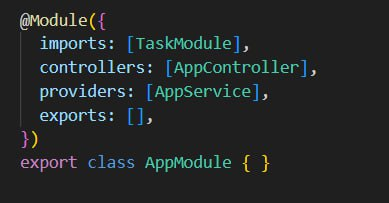 @Module({
  imports: [TaskModule],
  controllers: [AppController],
  providers: [AppService],
  exports: [],
})
export class AppModule { }